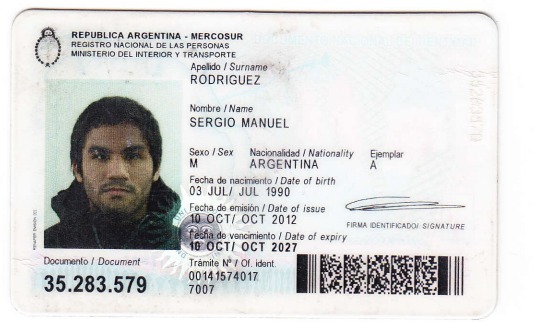 REPUBLICA ARGENTINA - MERCOSUR
REGISTRO NACIONAL DE LAS PERSONAS
MINISTERIO DEL INTERIOR Y TRANSPORTE
Apellido / Surname
RODRIGUEZ
Nombre / Name
SERGIO MANUEL
Sexo / Sex Nacionalidad / Nationality Ejemplar
M ARGENTINA A
Fecha de nacimiento / Date of birth
03 JUL/ JUL 1990
Fecha de emisión / Date of issue
10 OCT/ OCT 2012
FIRMA IDENTIFICADO/ SIGNATURE
Fecha de vencimiento / Date of expiry
10 OCT/ OCT 2027
Documento / Document
35.283.579
Trámite Nº / Of. ident.
00141574017
7007